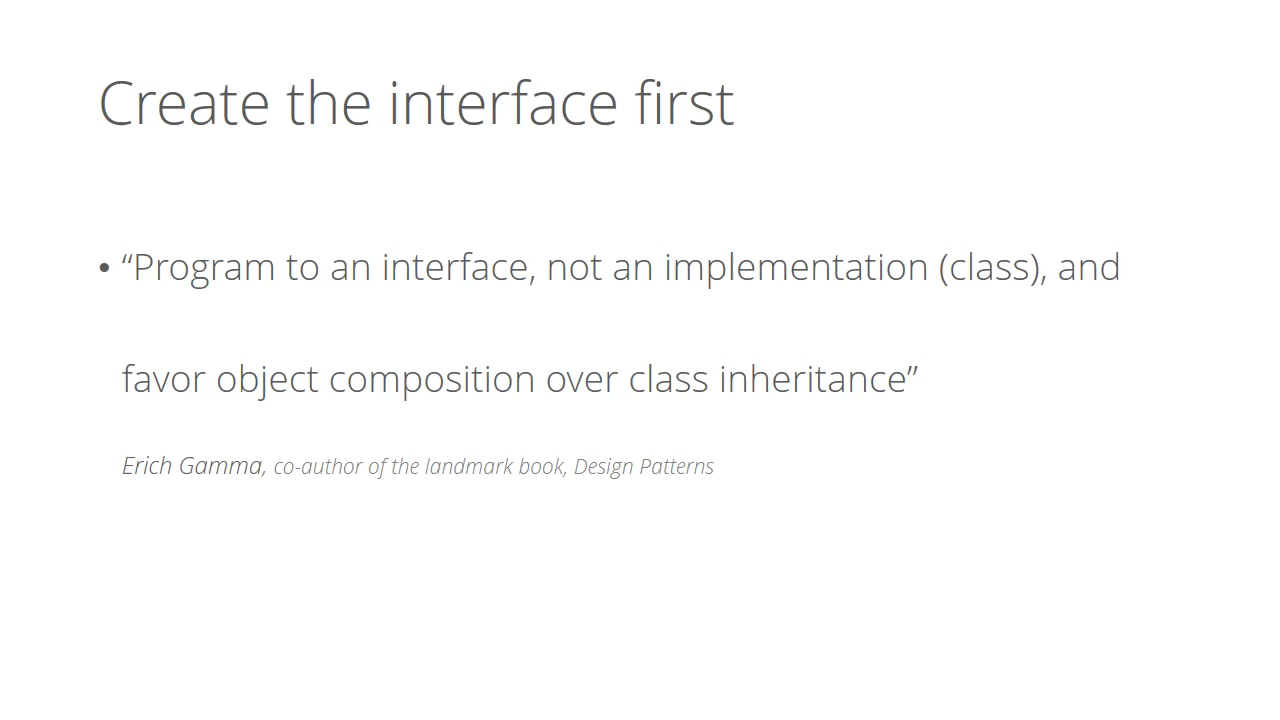 Create the interface first
• “Program to an interface, not an implementation (class), and
favor object composition over class inheritance”
Erich Gamma, co-author of the landmark book, Design Patterns